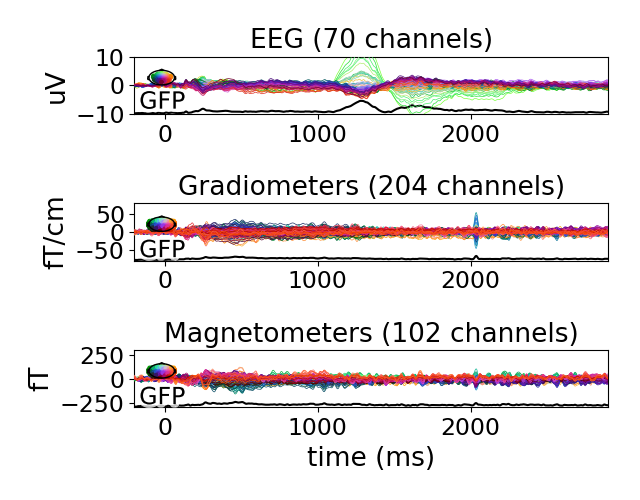 EEG (70 channels)
10
0
−10
uV
GFP
0 1000 2000
Gradiometers (204 channels)
50
0
−50
fT/cm
GFP
0 1000 2000
Magnetometers (102 channels)
250
0
−250
fT
GFP
0 1000 2000
time (ms)